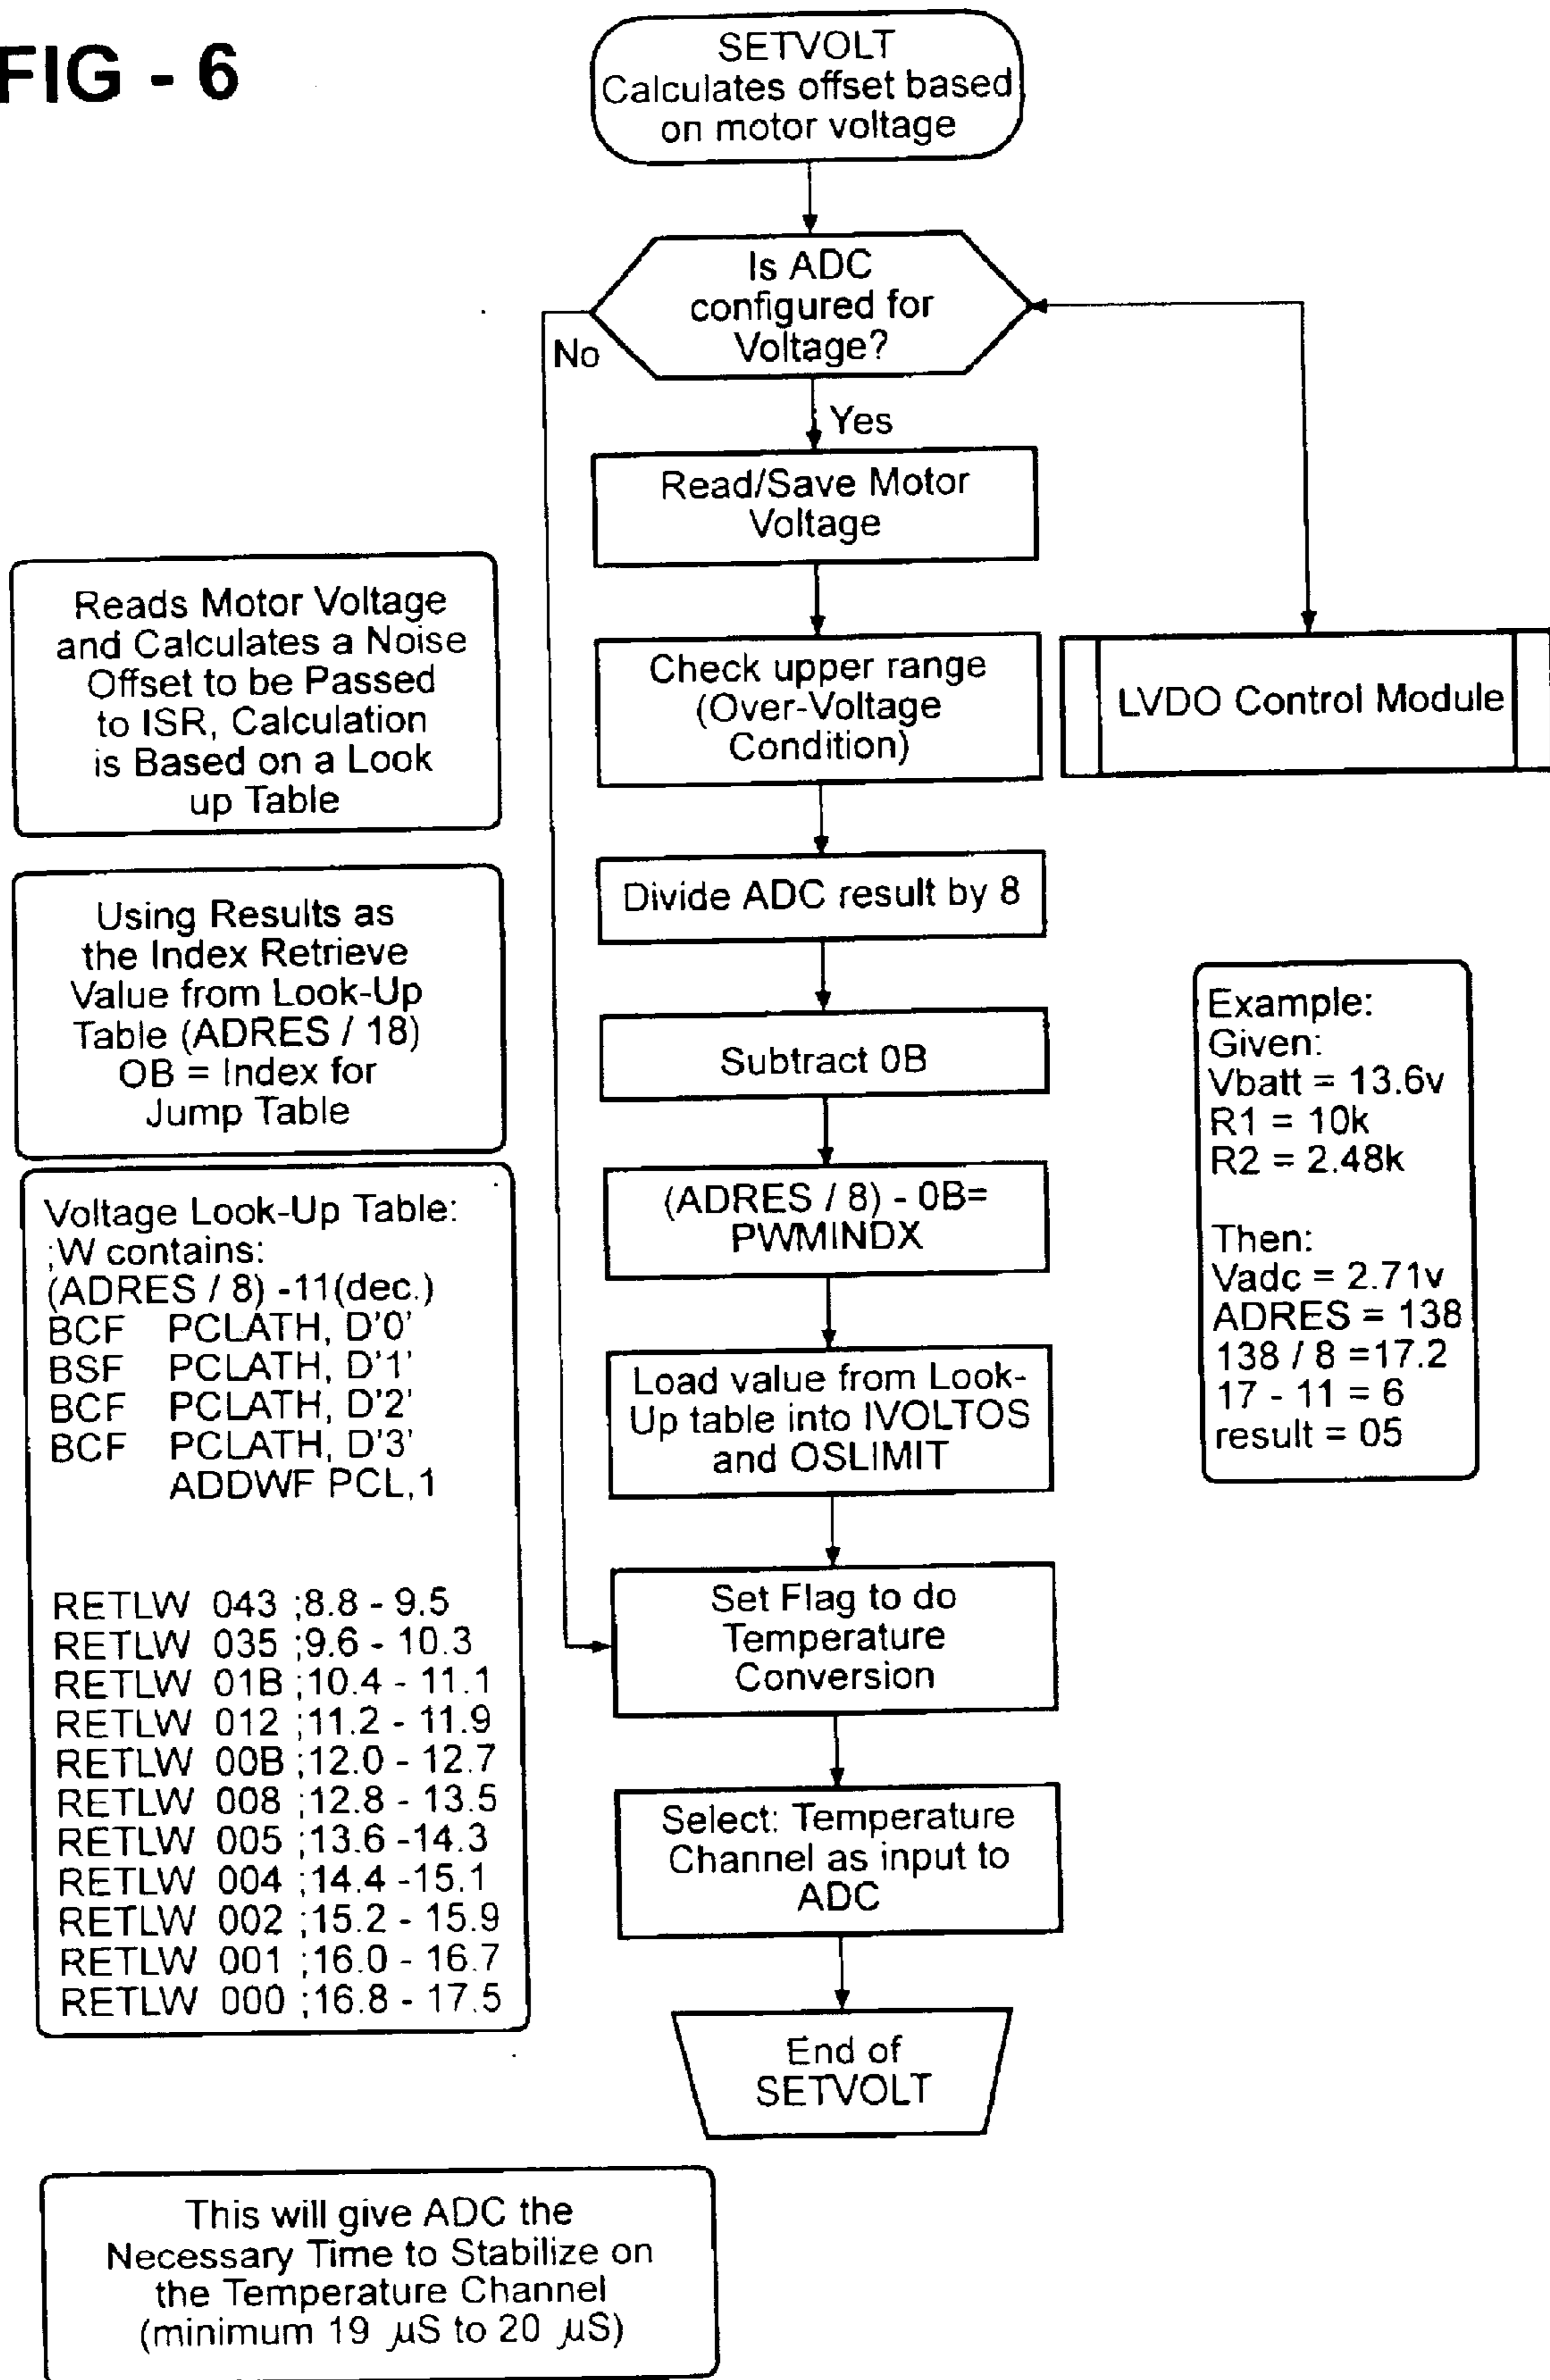 FIG - 6
SETVOLT
Calculates offset based
on motor voltage
Is ADC
configured for
Voltage?
No
Yes
Read/Save Motor
Voltage
Reads Motor Voltage
and Calculates a Noise
Offset to be Passed
to ISR, Calculation
is Based on a Look
up Table
Check upper range
(Over-Voltage
Condition)
LVDO Control Module
Divide ADC result by 8
Using Results as
the Index Retrieve
Value from Look-Up
Table (ADRES / 18)
OB = Index for
Jump Table
Subtract 0B
(ADRES / 8) - 0B=
PWMINDX
Example:
Given:
Vbatt = 13.6v
R1 = 10k
R2 = 2.48k
Then:
Vadc = 2.71v
ADRES = 138
138 / 8 =17.2
17 - 11 = 6
result = 05
Voltage Look-Up Table:
;W contains:
(ADRES / 8) -11(dec.)
BCF PCLATH, D'0'
BSF PCLATH, D'1'
BCF PCLATH, D'2'
BCF PCLATH, D'3'
ADDWF PCL,1
RETLW 043 ;8.8 - 9.5
RETLW 035 ;9.6 - 10.3
RETLW 01B ;10.4 - 11.1
RETLW 012 ;11.2 - 11.9
RETLW 00B ;12.0 - 12.7
RETLW 008 ;12.8 - 13.5
RETLW 005 ;13.6 -14.3
RETLW 004 ;14.4 -15.1
RETLW 002 ;15.2 - 15.9
RETLW 001 ;16.0 - 16.7
RETLW 000 ;16.8 - 17.5
Load value from Look-
Up table into IVOLTOS
and OSLIMIT
Set Flag to do
Temperature
Conversion
Select: Temperature
Channel as input to
ADC
End of
SETVOLT
This will give ADC the
Necessary Time to Stabilize on
the Temperature Channel
(minimum 19 µS to 20 µS)